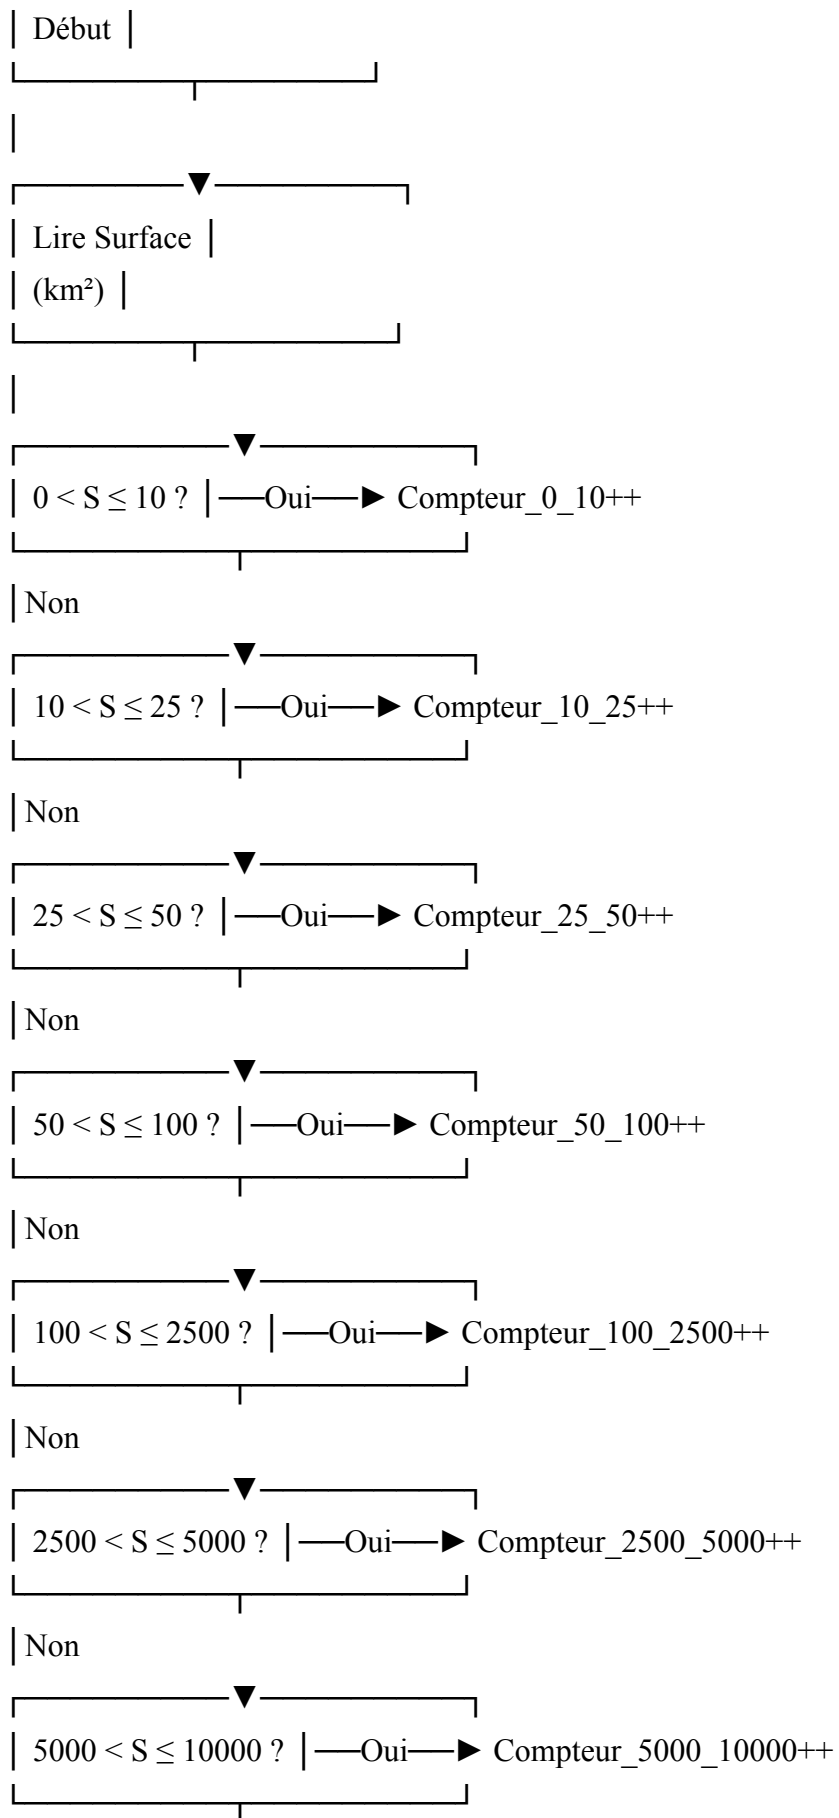 │ Début │
└──────────┬──────────┘
│
┌──────────▼───────────┐
│ Lire Surface │
│ (km²) │
└──────────┬───────────┘
│
┌─────────────▼─────────────┐
│ 0 < S ≤ 10 ? │──Oui──► Compteur_0_10++
└─────────────┬─────────────┘
│Non
┌─────────────▼─────────────┐
│ 10 < S ≤ 25 ? │──Oui──► Compteur_10_25++
└─────────────┬─────────────┘
│Non
┌─────────────▼─────────────┐
│ 25 < S ≤ 50 ? │──Oui──► Compteur_25_50++
└─────────────┬─────────────┘
│Non
┌─────────────▼─────────────┐
│ 50 < S ≤ 100 ? │──Oui──► Compteur_50_100++
└─────────────┬─────────────┘
│Non
┌─────────────▼─────────────┐
│ 100 < S ≤ 2500 ? │──Oui──► Compteur_100_2500++
└─────────────┬─────────────┘
│Non
┌─────────────▼─────────────┐
│ 2500 < S ≤ 5000 ? │──Oui──► Compteur_2500_5000++
└─────────────┬─────────────┘
│Non
┌─────────────▼─────────────┐
│ 5000 < S ≤ 10000 ? │──Oui──► Compteur_5000_10000++
└─────────────┬─────────────┘